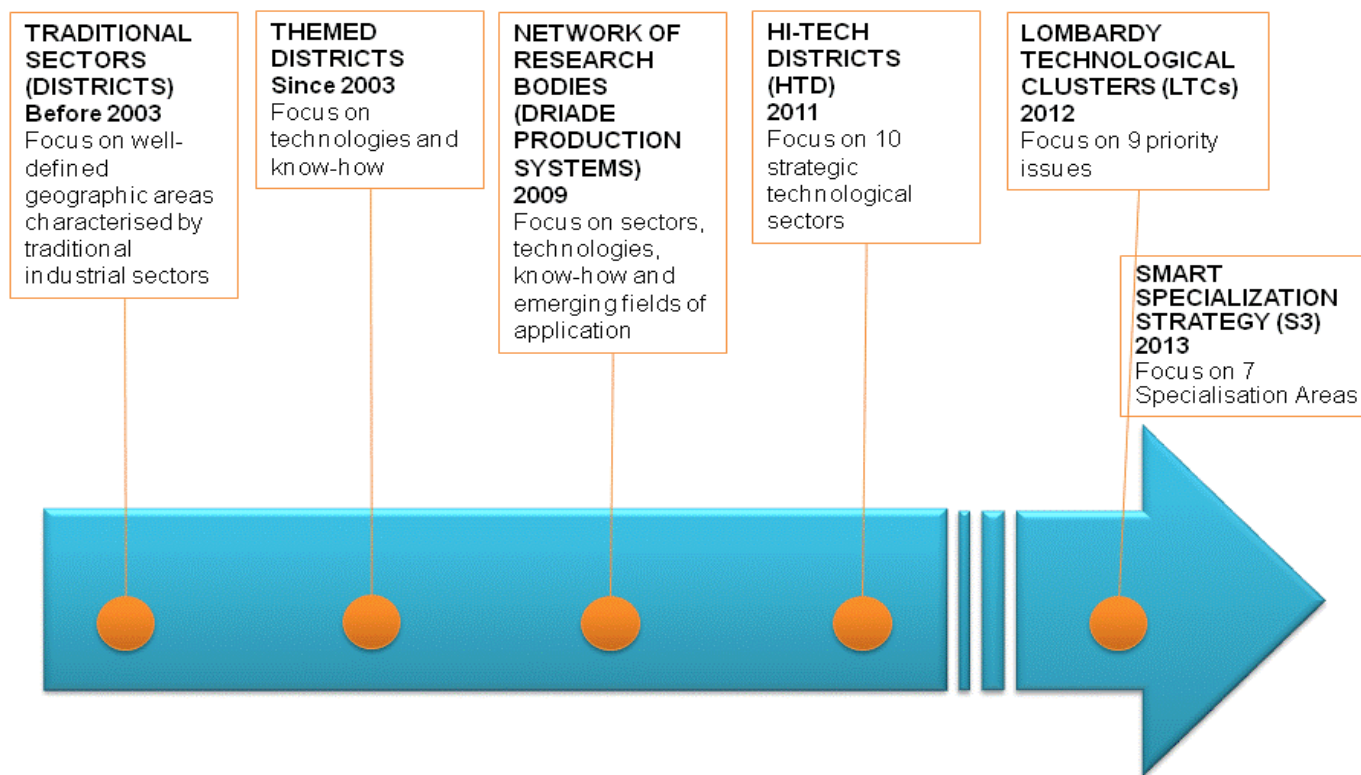 TRADITIONAL
SECTORS
(DISTRICTS)
Before 2003
Focus on well-
defined
geographic areas
characterised by
traditional
industrial sectors
THEMED
DISTRICTS
Since 2003
Focus on
technologies and
know-how
NETWORK OF
RESEARCH
BODIES
(DRIADE
PRODUCTION
SYSTEMS)
2009
Focus on sectors,
technologies,
know-how and
emerging fields of
application
HI-TECH
DISTRICTS
(HTD)
2011
Focus on 10
strategic
technological
sectors
LOMBARDY
TECHNOLOGICAL
CLUSTERS (LTCs)
2012
Focus on 9 priority
issues
SMART
SPECIALIZATION
STRATEGY (S3)
2013
Focus on 7
Specialisation Areas